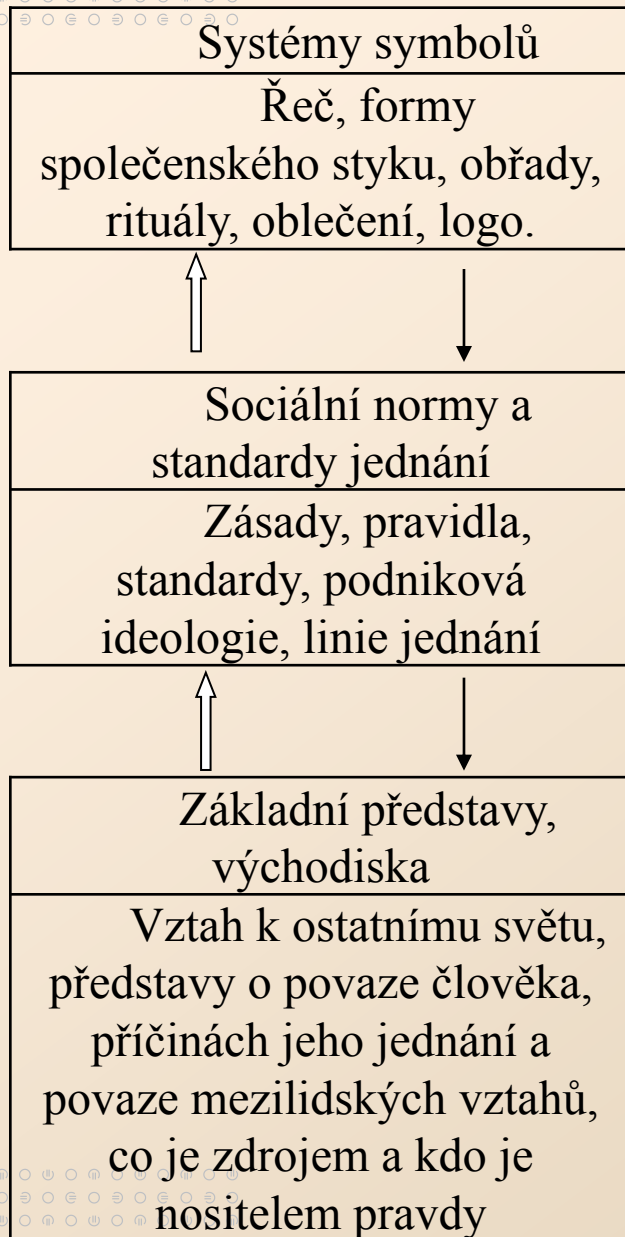 Systémy symbolů
Řeč, formy
společenského styku, obřady,
rituály, oblečení, logo.
Sociální normy a
standardy jednání
Zásady, pravidla,
standardy, podniková
ideologie, linie jednání
Základní představy,
východiska
Vztah k ostatnímu světu,
představy o povaze člověka,
příčinách jeho jednání a
povaze mezilidských vztahů,
co je zdrojem a kdo je
nositelem pravdy